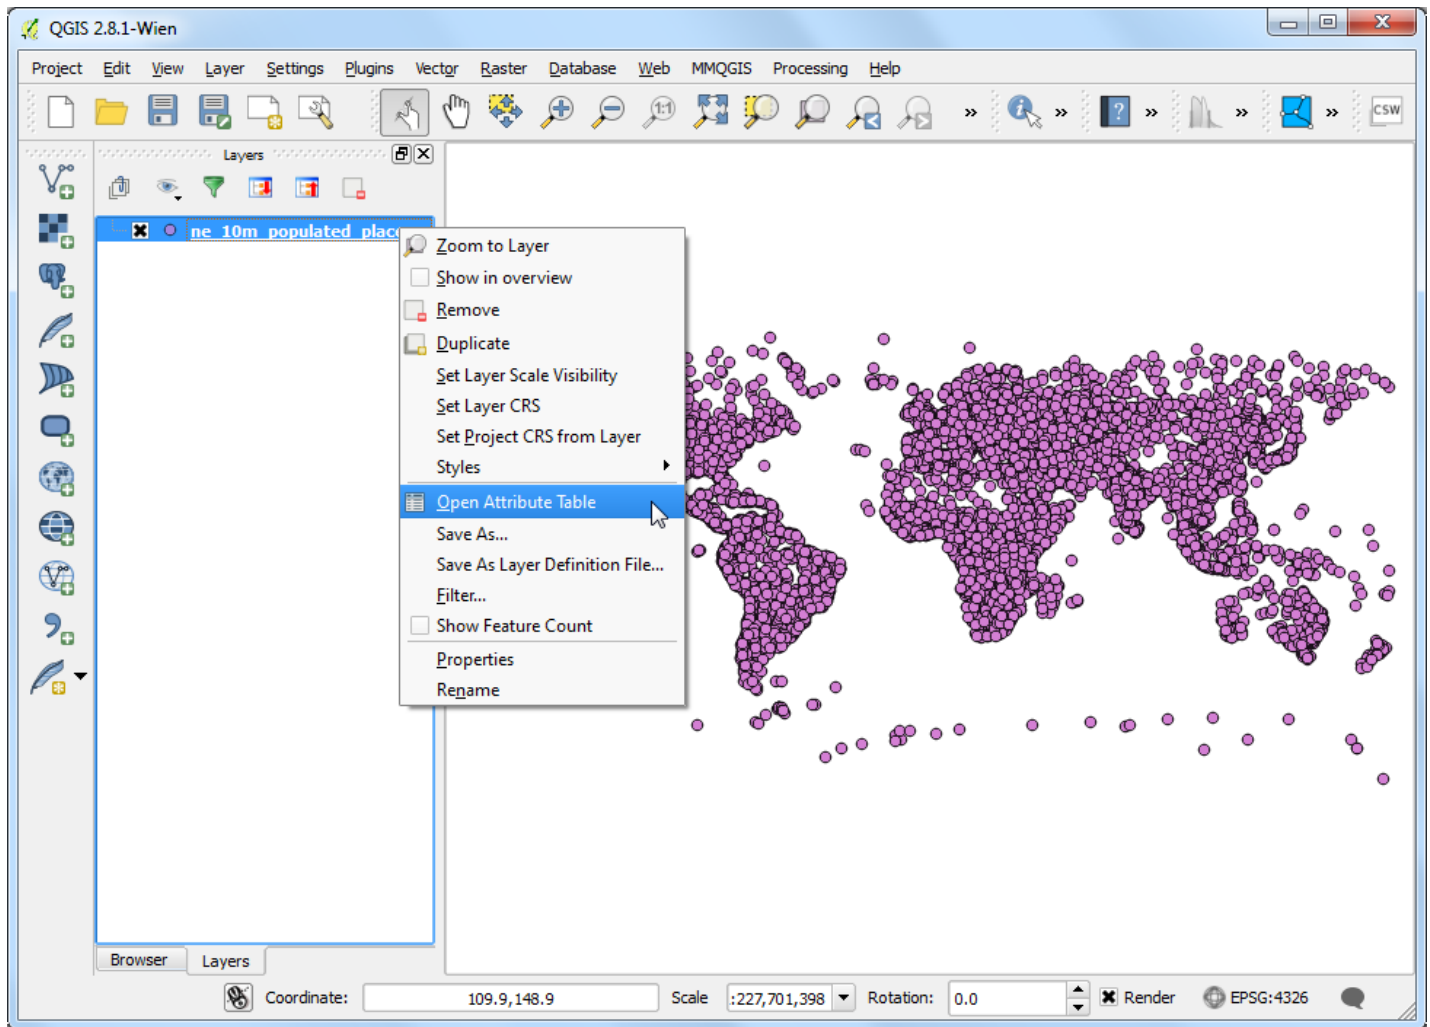 QGIS 2.8.1-Wien
Project Edit View Layer Settings Plugins Vector Raster Database Web MMQGIS Processing Help
1:1 » » ? » » » CSW
Layers
ne_10m_populated_plac
Zoom to Layer
Show in overview
Remove
Duplicate
Set Layer Scale Visibility
Set Layer CRS
Set Project CRS from Layer
Styles
Open Attribute Table
Save As...
Save As Layer Definition File...
Filter...
Show Feature Count
Properties
Rename
Browser Layers
Coordinate: 109.9,148.9 Scale :227,701,398 Rotation: 0.0 Render EPSG:4326